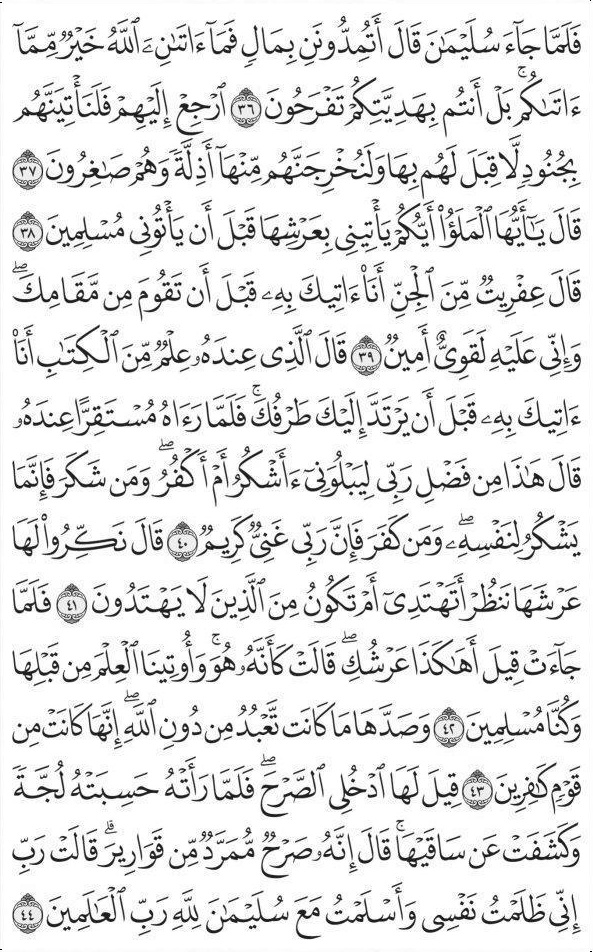 فَلَمَّا جَآءَ سُلَيْمَٰنَ قَالَ أَتُمِدُّونَنِ بِمَالٍ فَمَآ ءَاتَىٰنِۦَ ٱللَّهُ خَيْرٌ مِّمَّآ
ءَاتَىٰكُم ۚ بَلْ أَنتُم بِهَدِيَّتِكُمْ تَفْرَحُونَ ٣٦ ٱرْجِعْ إِلَيْهِمْ فَلَنَأْتِيَنَّهُم
بِجُنُودٍ لَّا قِبَلَ لَهُم بِهَا وَلَنُخْرِجَنَّهُم مِّنْهَآ أَذِلَّةً وَهُمْ صَٰغِرُونَ ٣٧
قَالَ يَٰٓأَيُّهَا ٱلْمَلَؤُا۟ أَيُّكُمْ يَأْتِينِى بِعَرْشِهَا قَبْلَ أَن يَأْتُونِى مُسْلِمِينَ ٣٨
قَالَ عِفْرِيتٌ مِّنَ ٱلْجِنِّ أَنَا۠ ءَاتِيكَ بِهِۦ قَبْلَ أَن تَقُومَ مِن مَّقَامِكَ ۖ
وَإِنِّى عَلَيْهِ لَقَوِىٌّ أَمِينٌ ٣٩ قَالَ ٱلَّذِى عِندَهُۥ عِلْمٌ مِّنَ ٱلْكِتَٰبِ أَنَا۠
ءَاتِيكَ بِهِۦ قَبْلَ أَن يَرْتَدَّ إِلَيْكَ طَرْفُكَ ۚ فَلَمَّا رَءَاهُ مُسْتَقِرًّا عِندَهُۥ
قَالَ هَٰذَا مِن فَضْلِ رَبِّى لِيَبْلُوَنِىٓ ءَأَشْكُرُ أَمْ أَكْفُرُ ۖ وَمَن شَكَرَ فَإِنَّمَا
يَشْكُرُ لِنَفْسِهِۦ ۖ وَمَن كَفَرَ فَإِنَّ رَبِّى غَنِىٌّ كَرِيمٌ ٤٠ قَالَ نَكِّرُوا۟ لَهَا
عَرْشَهَا نَنظُرْ أَتَهْتَدِىٓ أَمْ تَكُونُ مِنَ ٱلَّذِينَ لَا يَهْتَدُونَ ٤١ فَلَمَّا
جَآءَتْ قِيلَ أَهَٰكَذَا عَرْشُكِ ۖ قَالَتْ كَأَنَّهُۥ هُوَ ۚ وَأُوتِينَا ٱلْعِلْمَ مِن قَبْلِهَا
وَكُنَّا مُسْلِمِينَ ٤٢ وَصَدَّهَا مَا كَانَت تَّعْبُدُ مِن دُونِ ٱللَّهِ ۖ إِنَّهَا كَانَتْ مِن
قَوْمٍ كَٰفِرِينَ ٤٣ قِيلَ لَهَا ٱدْخُلِى ٱلصَّرْحَ ۖ فَلَمَّا رَأَتْهُ حَسِبَتْهُ لُجَّةً
وَكَشَفَتْ عَن سَاقَيْهَا ۚ قَالَ إِنَّهُۥ صَرْحٌ مُّمَرَّدٌ مِّن قَوَارِيرَ ۗ قَالَتْ رَبِّ
إِنِّى ظَلَمْتُ نَفْسِى وَأَسْلَمْتُ مَعَ سُلَيْمَٰنَ لِلَّهِ رَبِّ ٱلْعَٰلَمِينَ ٤٤